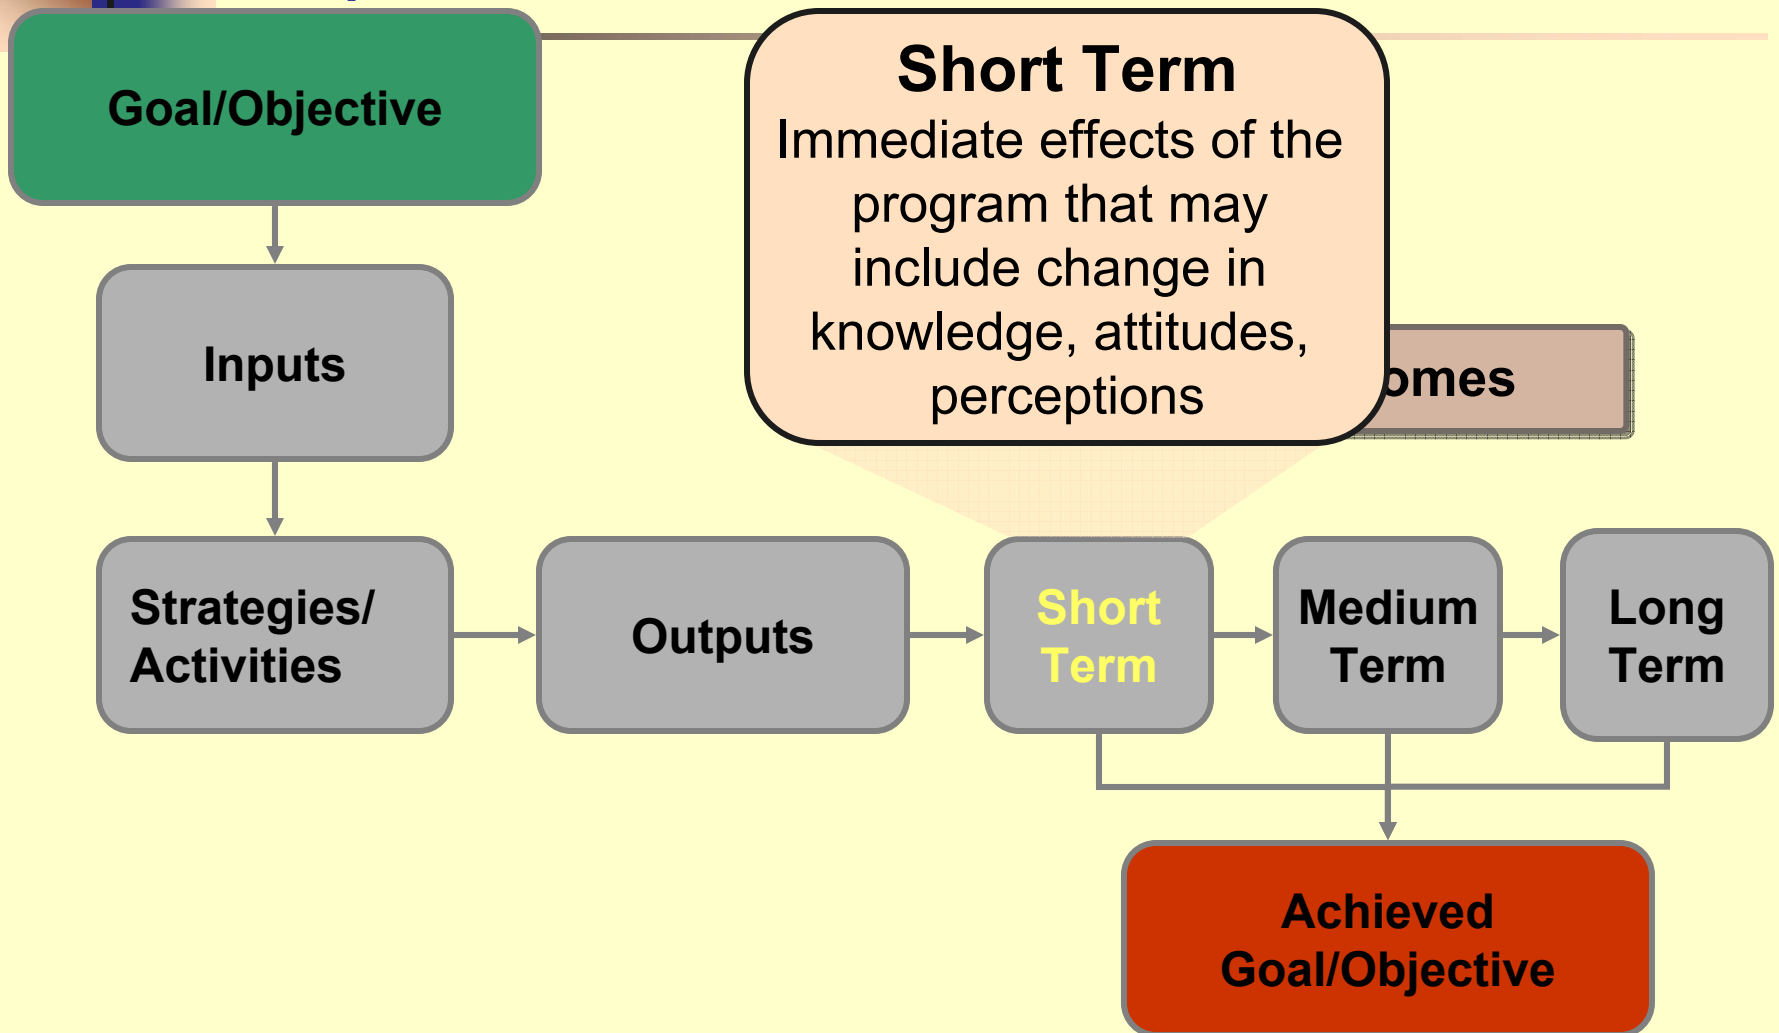 Goal/Objective
Short Term
Immediate effects of the
program that may
include change in
knowledge, attitudes,
perceptions
Inputs
omes
Strategies/
Activities
Outputs
Short
Term
Medium
Term
Long
Term
Achieved
Goal/Objective